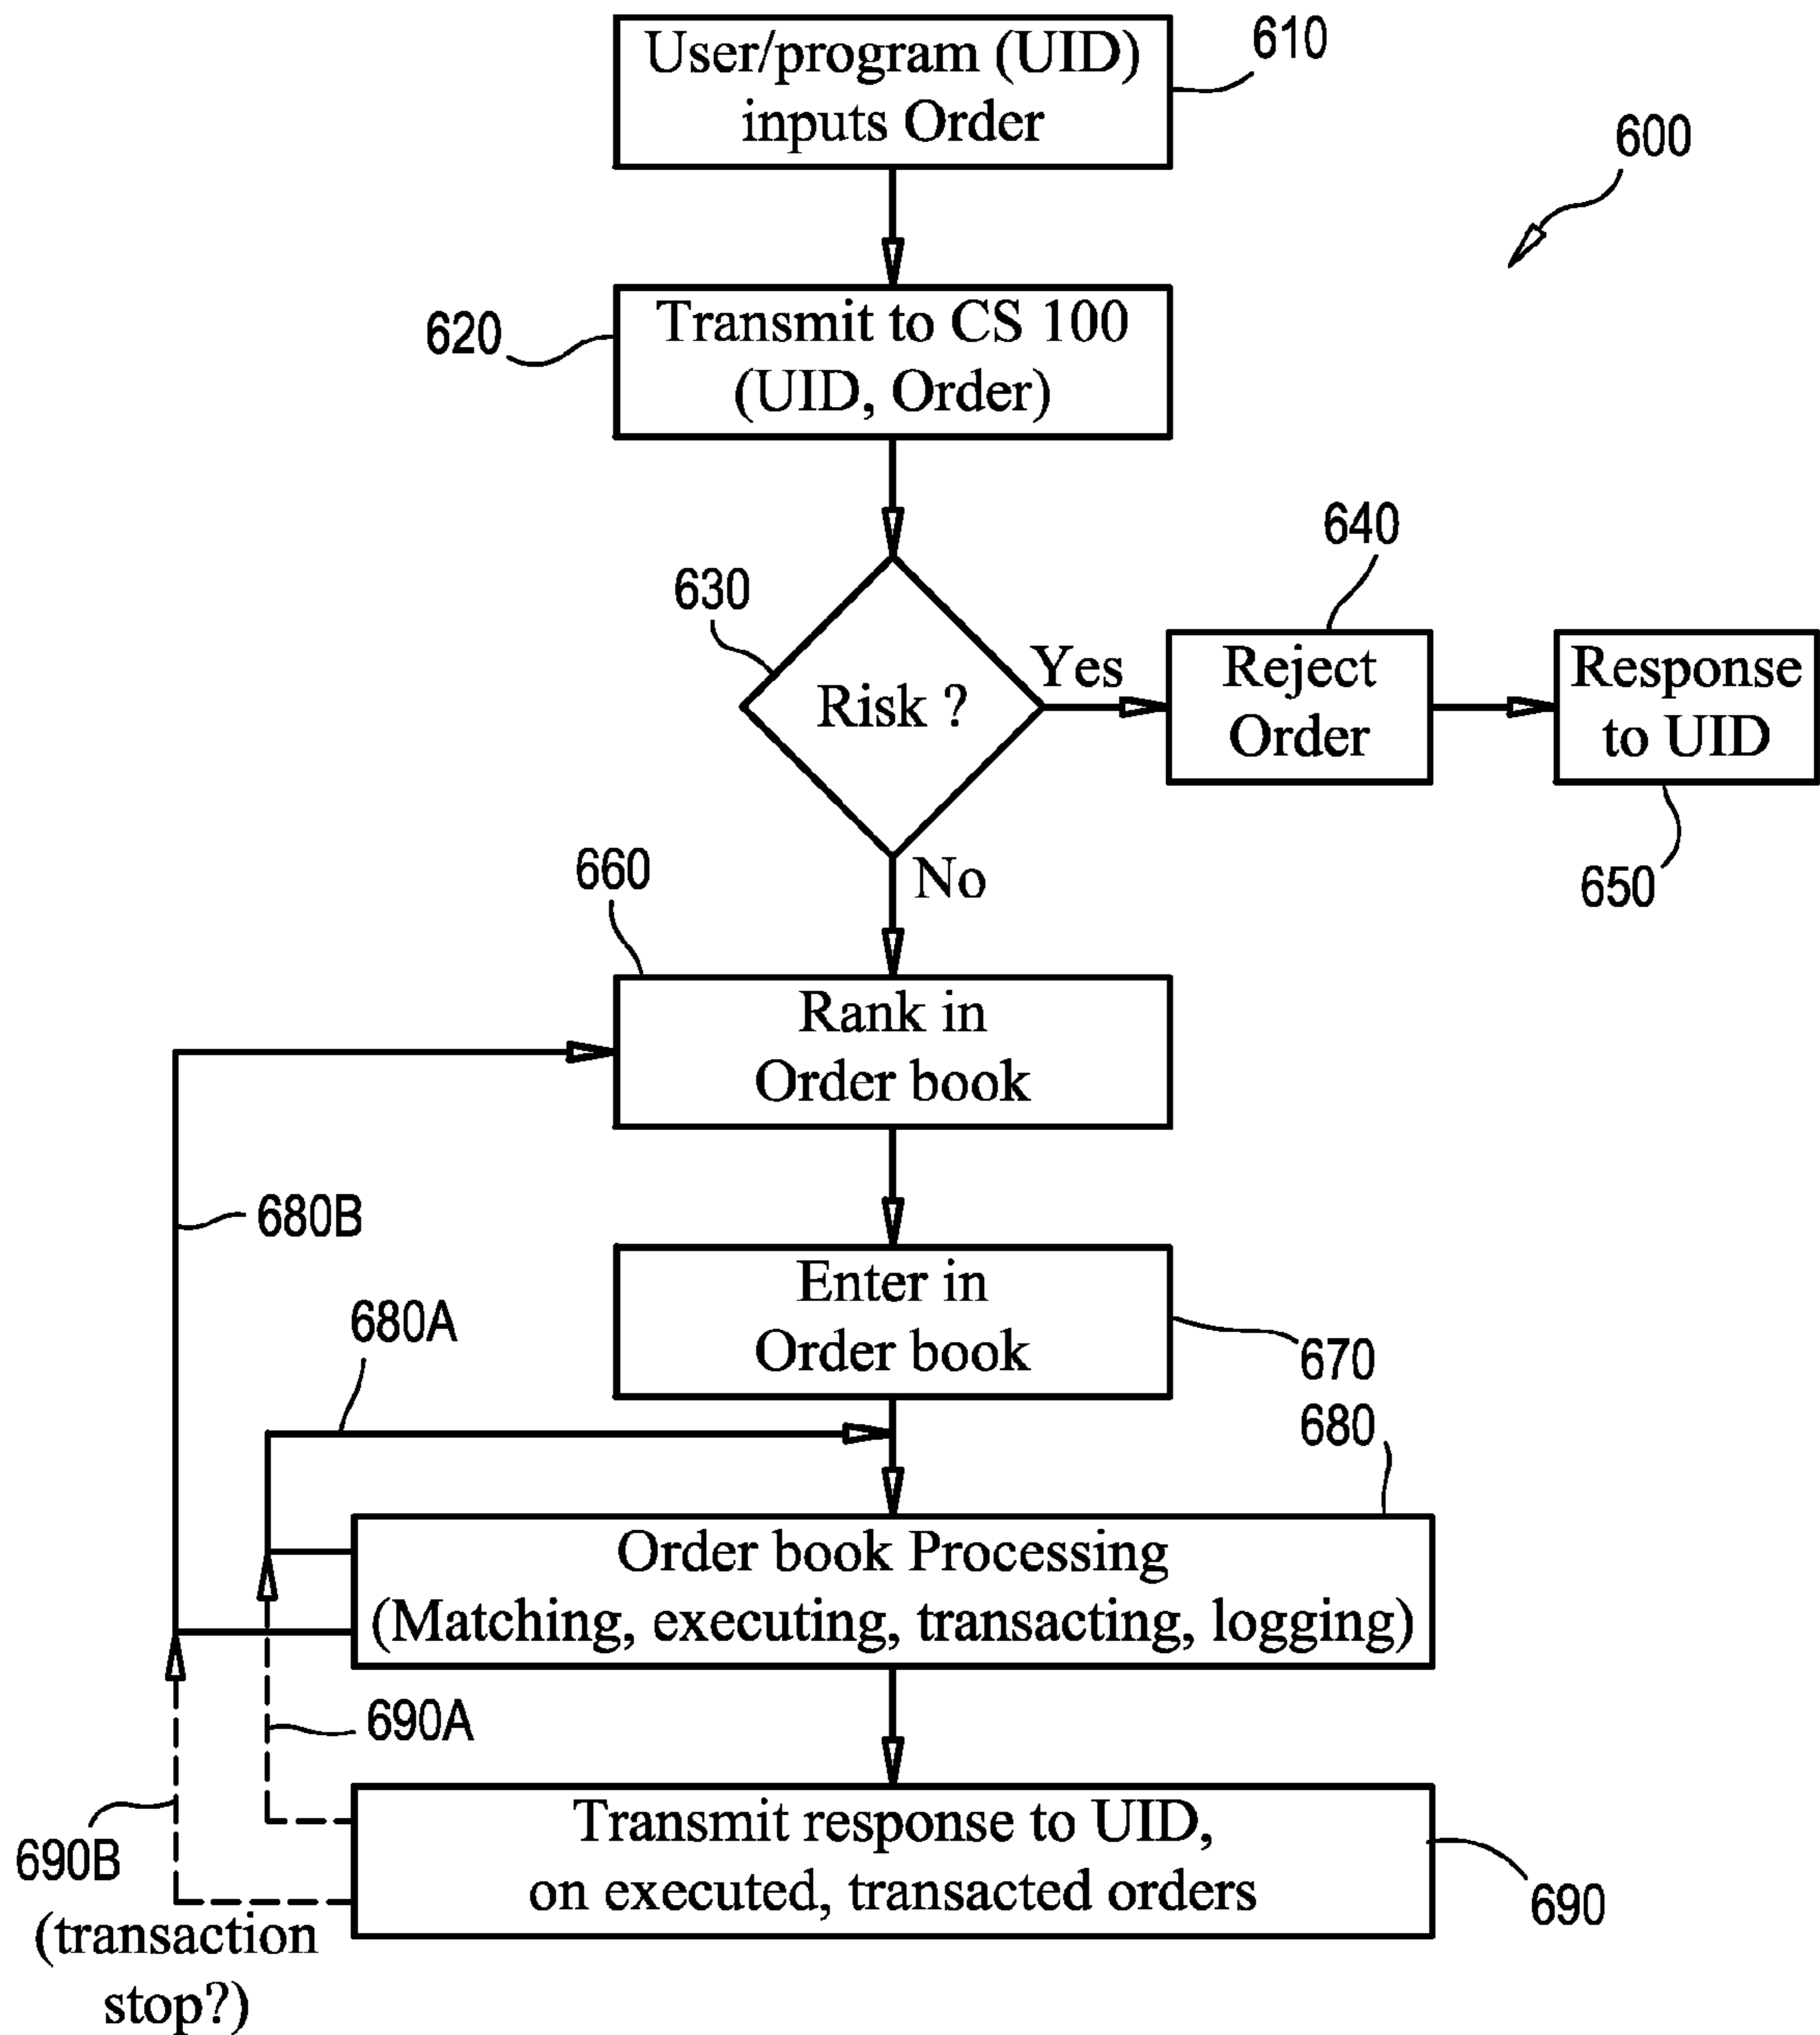 User/program (UID)
inputs Order
610
600
Transmit to CS 100
(UID, Order)
620
630
Risk ?
Yes
640
Reject
Order
Response
to UID
650
No
660
Rank in
Order book
680B
Enter in
Order book
670
680A
680
Order book Processing
(Matching, executing, transacting, logging)
690A
690B
(transaction
stop?)
Transmit response to UID,
on executed, transacted orders
690